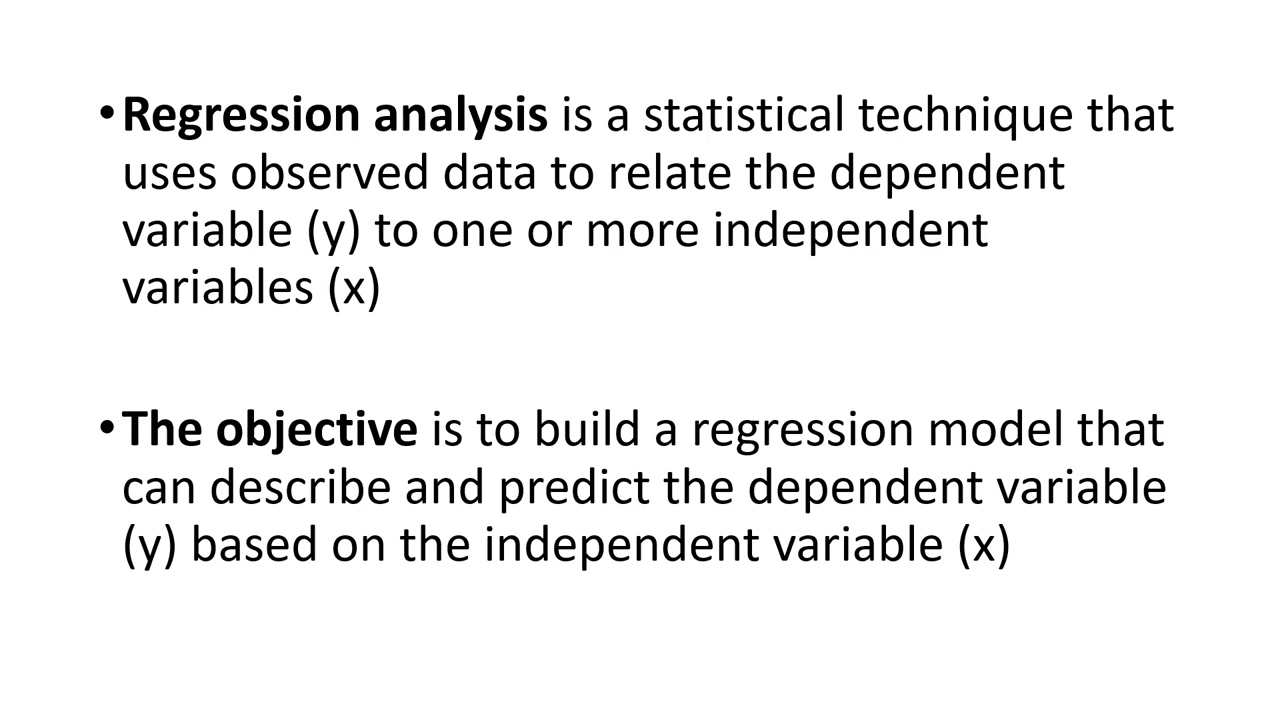 •Regression analysis is a statistical technique that
uses observed data to relate the dependent
variable (y) to one or more independent
variables (x)
•The objective is to build a regression model that
can describe and predict the dependent variable
(y) based on the independent variable (x)